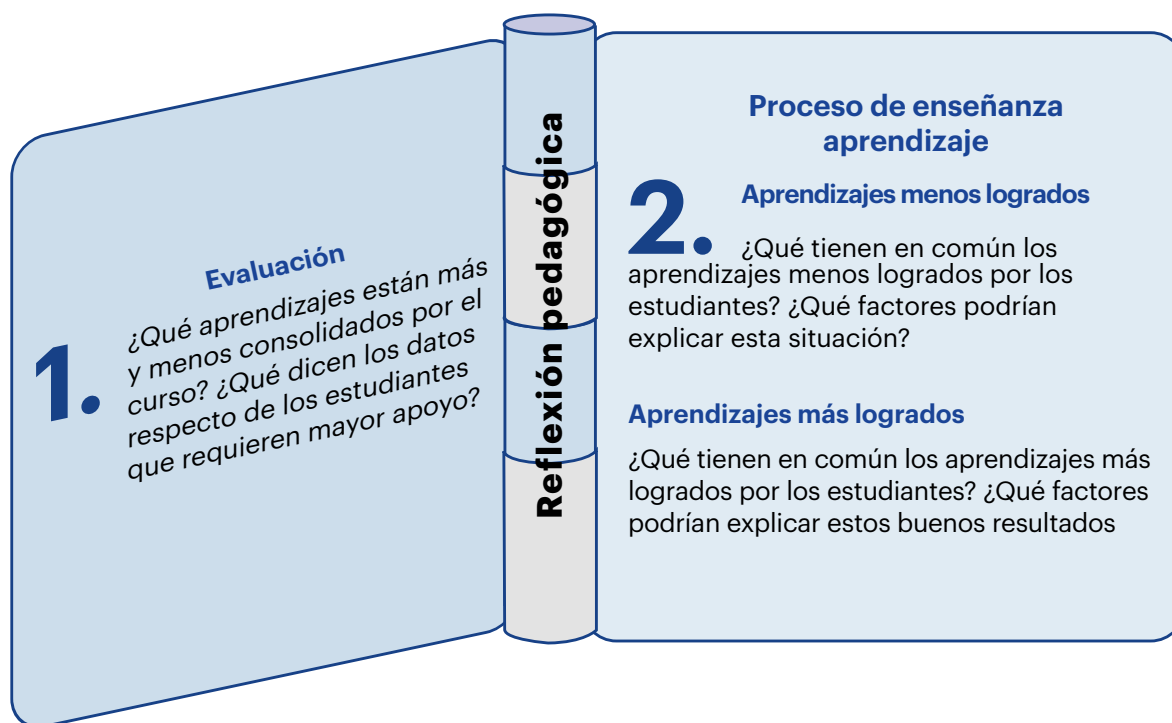 Evaluación
1.
¿Qué aprendizajes están más
y menos consolidados por el
curso? ¿Qué dicen los datos
respecto de los estudiantes
que requieren mayor apoyo?
Reflexión pedagógica
Proceso de enseñanza
aprendizaje
2.
Aprendizajes menos logrados
¿Qué tienen en común los
aprendizajes menos logrados por los
estudiantes? ¿Qué factores podrían
explicar esta situación?
Aprendizajes más logrados
¿Qué tienen en común los aprendizajes más
logrados por los estudiantes? ¿Qué factores
podrían explicar estos buenos resultados